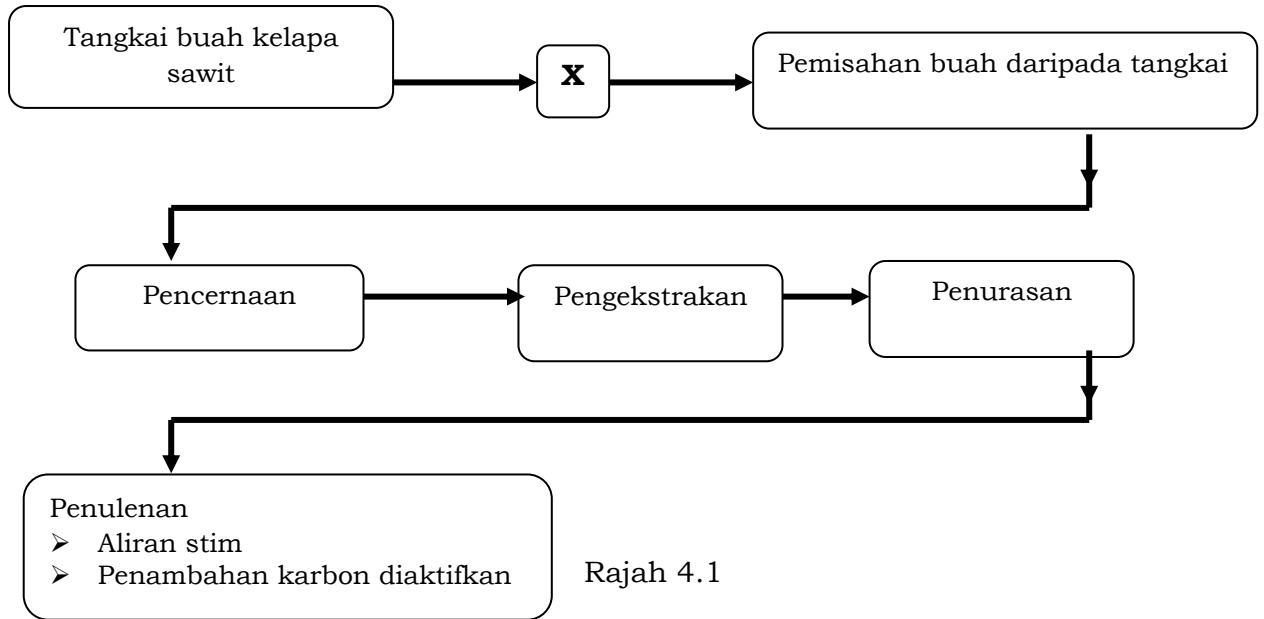 Tangkai buah kelapa
sawit
x
Pemisahan buah daripada tangkai
Pencernaan
Pengekstrakan
Penurasan
Penulenan
➢ Aliran stim
➢ Penambahan karbon diaktifkan
Rajah 4.1